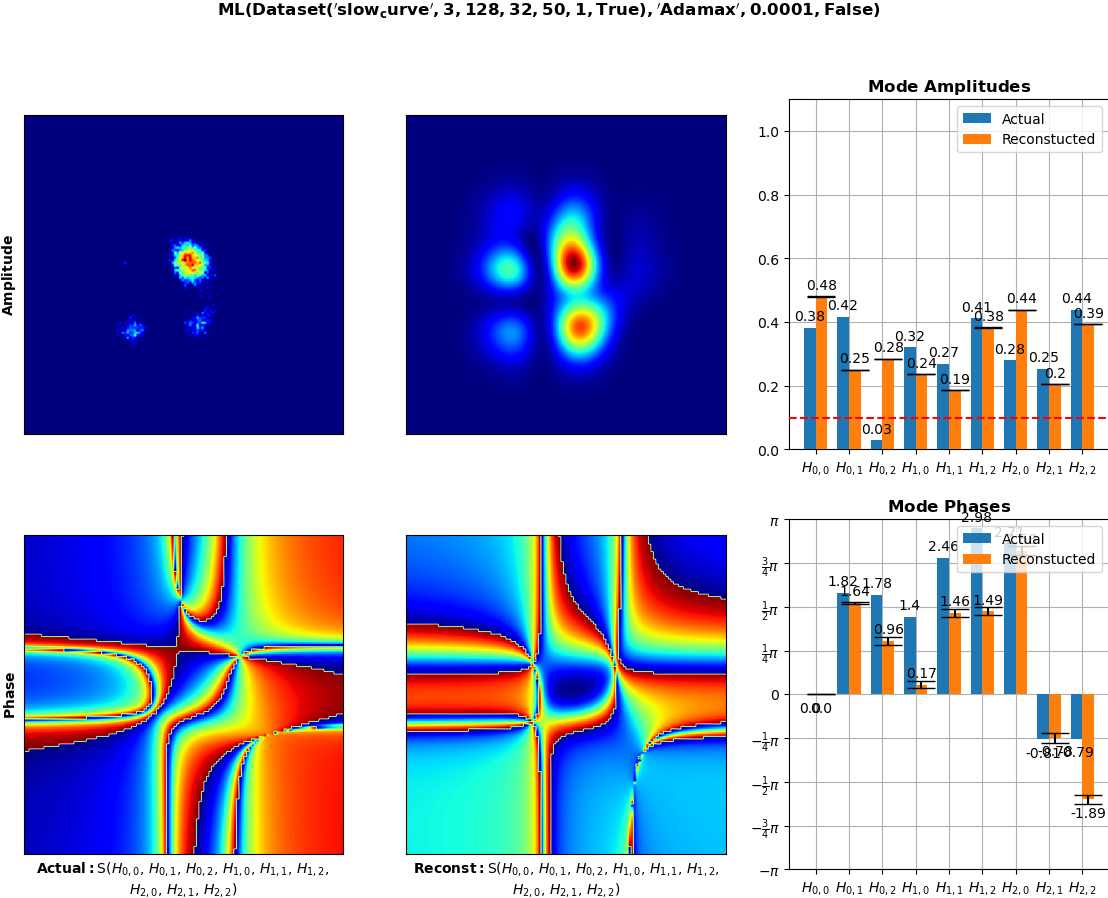 ML(Dataset('slow_curve', 3, 128, 32, 50, 1, True), 'Adamax', 0.0001, False)
Mode Amplitudes
Amplitude
1.0
0.8
0.6
0.4
0.2
0.0
Actual
Reconstucted
0.38 0.48 0.42 0.25 0.03 0.28 0.32 0.24 0.27 0.19 0.41 0.38 0.28 0.44 0.25 0.2 0.44 0.39
H0,0 H0,1 H0,2 H1,0 H1,1 H1,2 H2,0 H2,1 H2,2
Mode Phases
Phase
π
3/4π
1/2π
1/4π
0
−1/4π
−1/2π
−3/4π
−π
Actual
Reconstucted
0.0 0.0 1.82 1.64 1.78 0.96 1.4 0.17 2.46 1.46 2.98 1.49 -0.81 -0.78 -0.79 -1.89
H0,0 H0,1 H0,2 H1,0 H1,1 H1,2 H2,0 H2,1 H2,2
Actual: S(H0,0, H0,1, H0,2, H1,0, H1,1, H1,2,
H2,0, H2,1, H2,2)
Reconst: S(H0,0, H0,1, H0,2, H1,0, H1,1, H1,2,
H2,0, H2,1, H2,2)